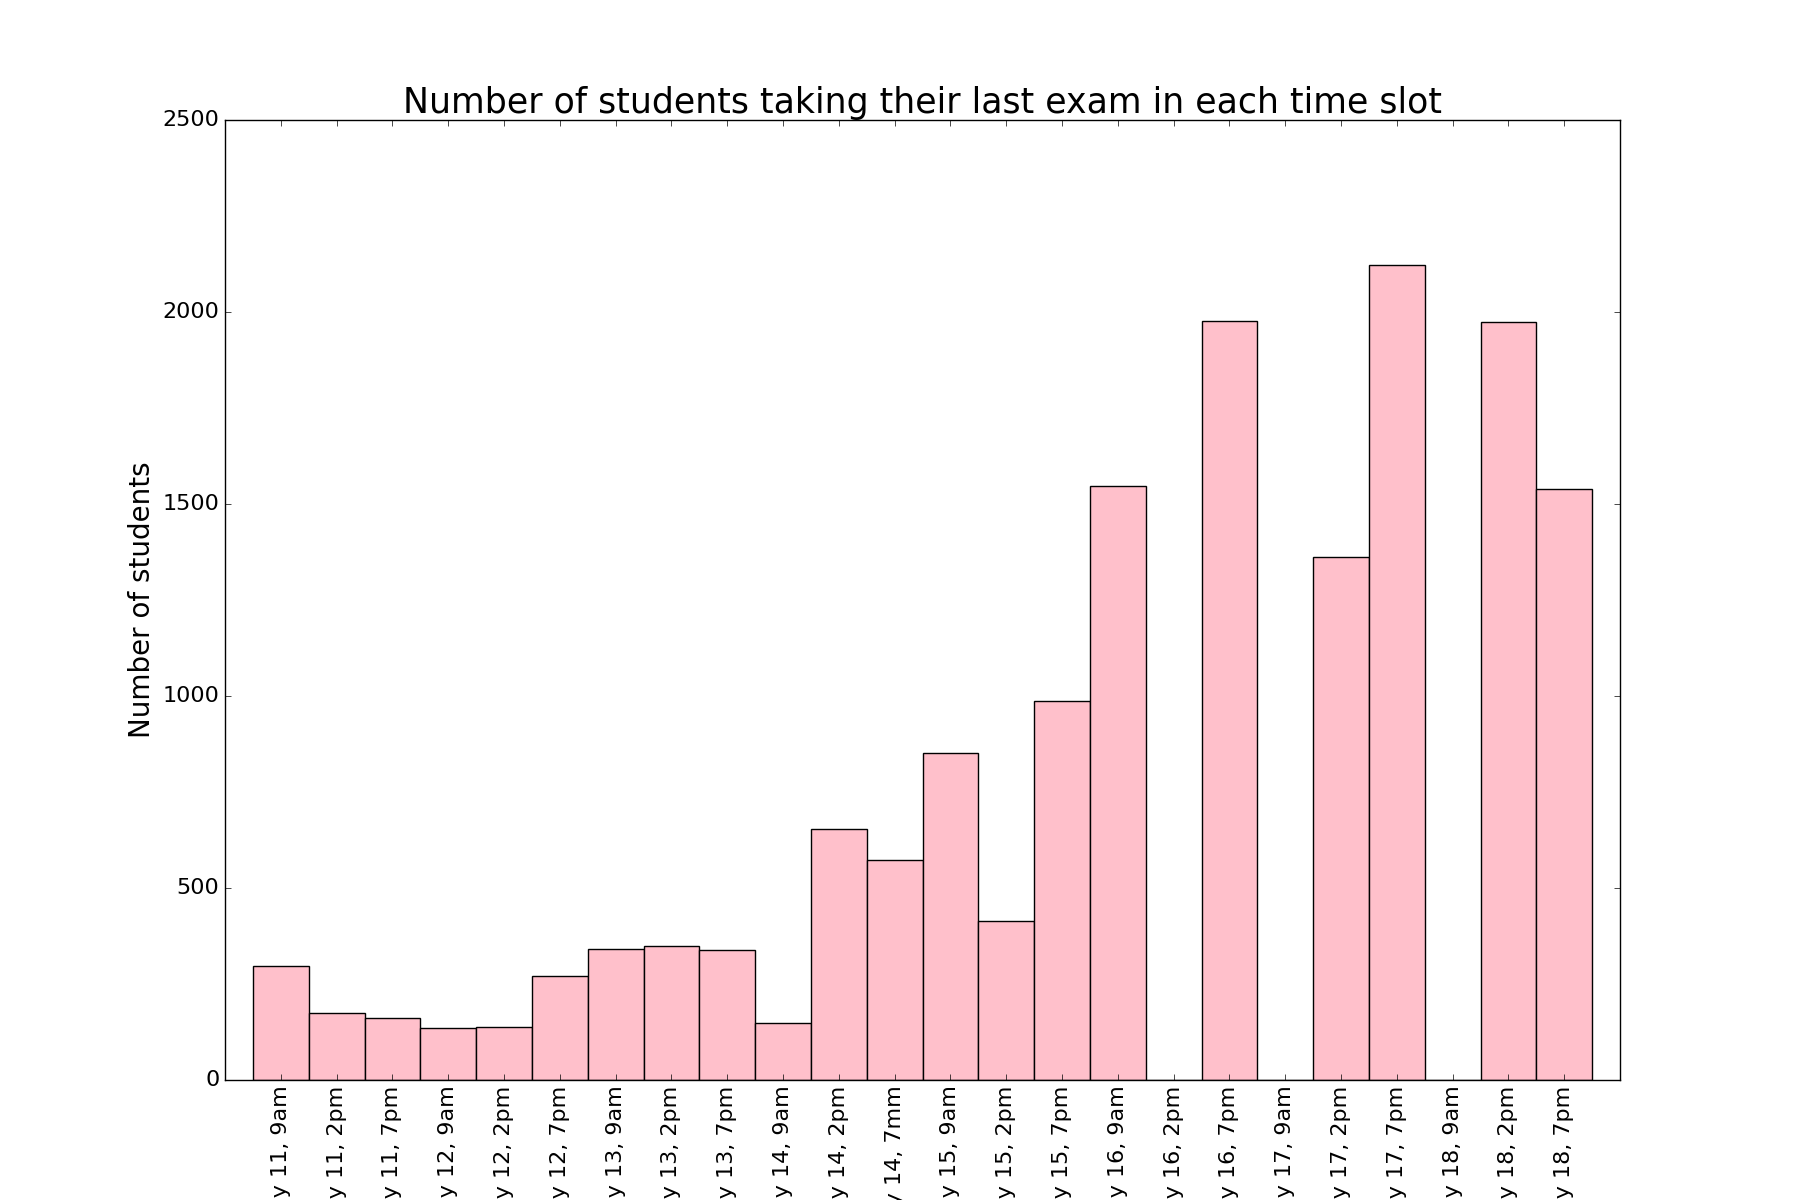 Number of students taking their last exam in each time slot
Number of students
2500
2000
1500
1000
500
0
y 11, 9am
y 11, 2pm
y 11, 7pm
y 12, 9am
y 12, 2pm
y 12, 7pm
y 13, 9am
y 13, 2pm
y 13, 7pm
y 14, 9am
y 14, 2pm
y 14, 7mm
y 15, 9am
y 15, 2pm
y 15, 7pm
y 16, 9am
y 16, 2pm
y 16, 7pm
y 17, 9am
y 17, 2pm
y 17, 7pm
y 18, 9am
y 18, 2pm
y 18, 7pm